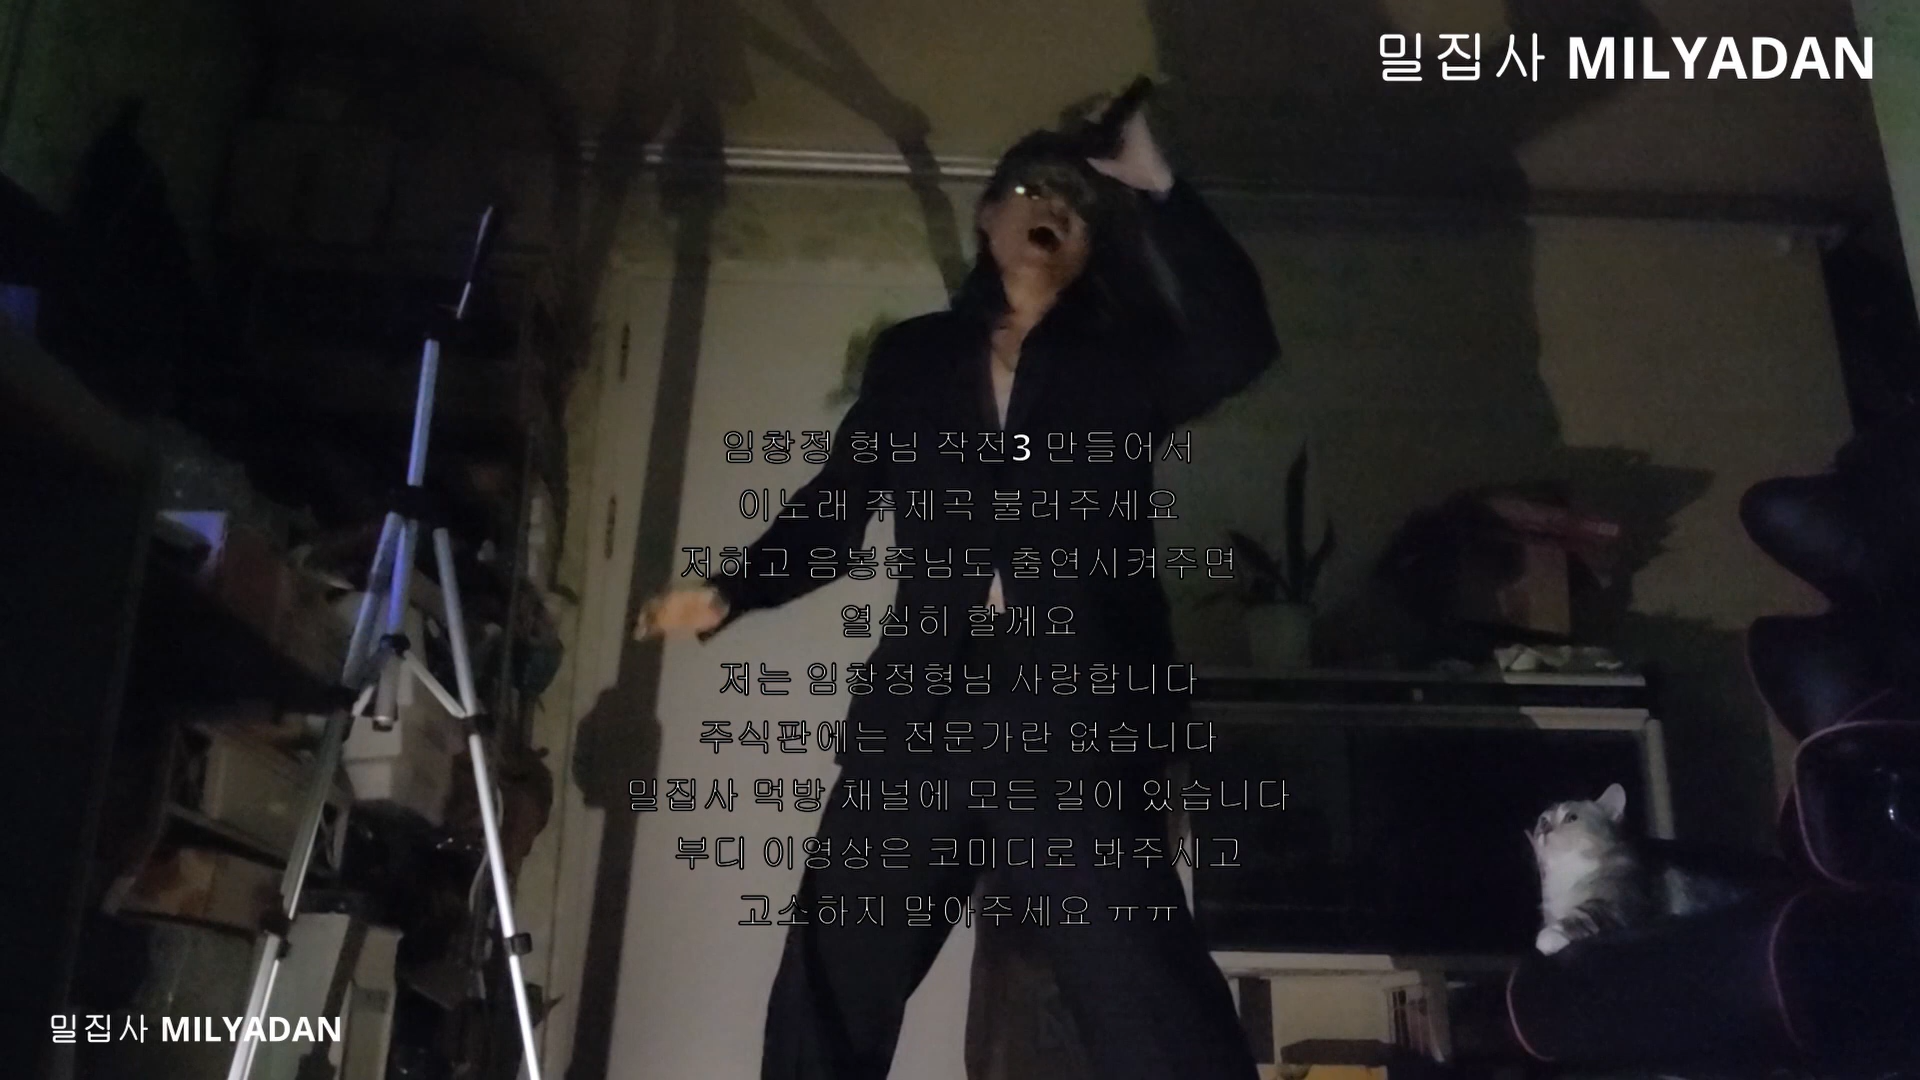 밀집사 MILYADAN
임창정 형님 작전3 만들어서
이노래 주제곡 불러주세요
저하고 음봉준님도 출연시켜주면
열심히 할께요
저는 임창정형님 사랑합니다
주식판에는 전문가란 없습니다
밀집사 먹방 채널에 모든 길이 있습니다
부디 이영상은 코미디로 봐주시고
고소하지 말아주세요 ㅠㅠ
밀집사 MILYADAN